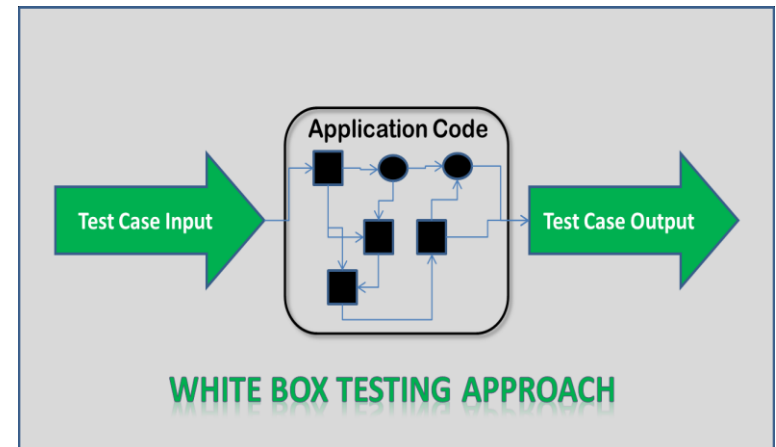 Application Code
Test Case Input
Test Case Output
WHITE BOX TESTING APPROACH